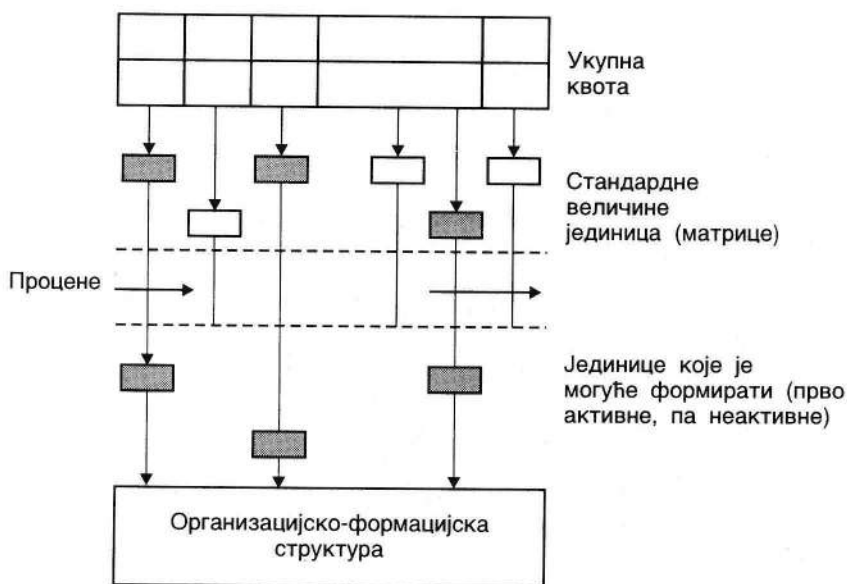 Укупна
квота
Стандардне
величине
јединица (матрице)
Процене
Јединице које је
могуће формирати (прво
активне, па неактивне)
Организацијско-формацијска
структура